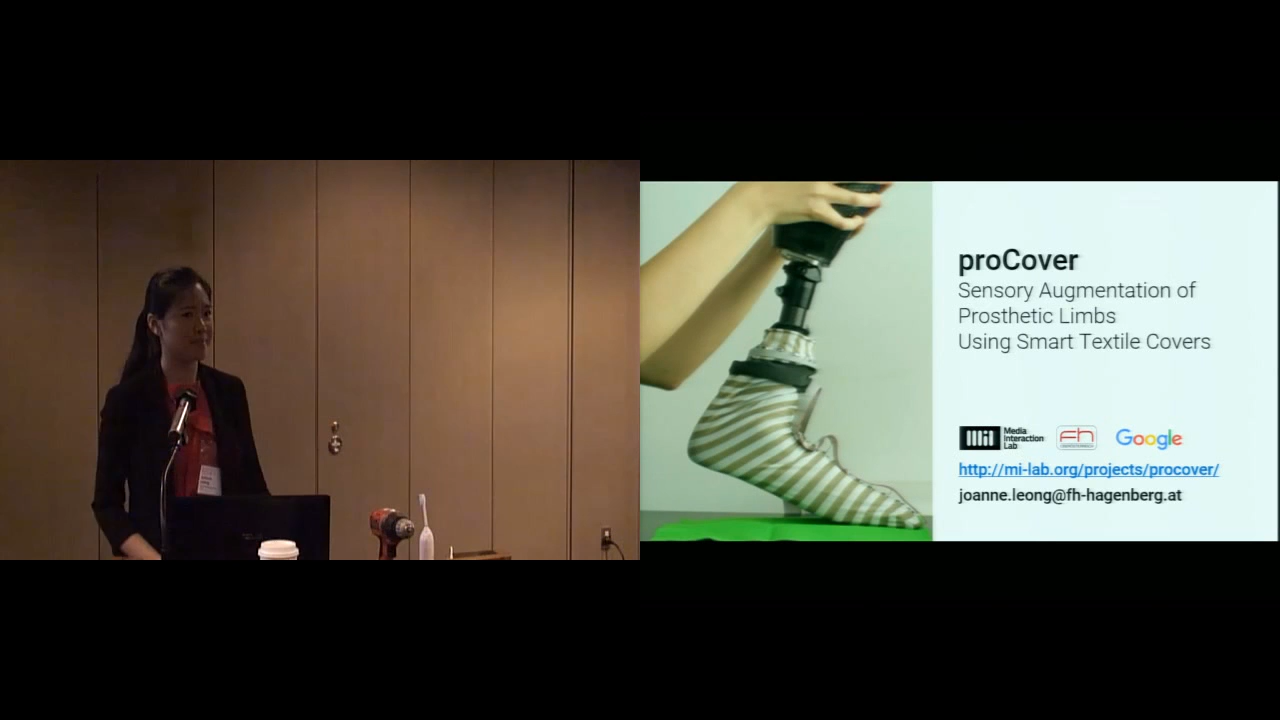 proCover
Sensory Augmentation of
Prosthetic Limbs
Using Smart Textile Covers
Media
Interaction
Lab
fh
Google
http://mi-lab.org/projects/procover/
joanne.leong@fh-hagenberg.at